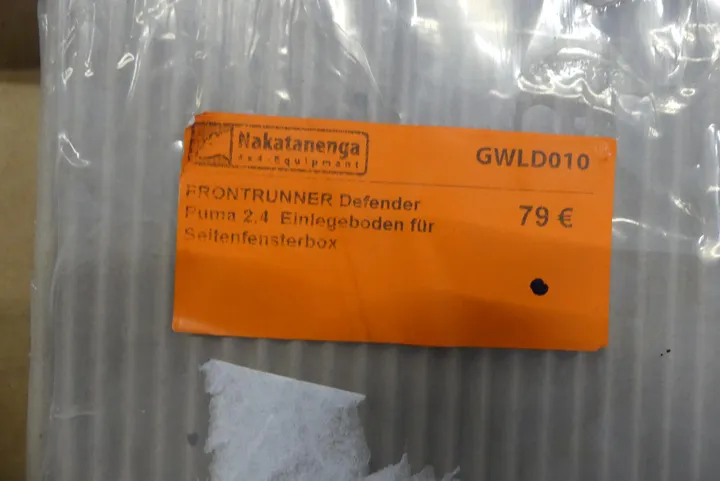 Nakatanenga
4x4-Equipment
GWLD010
FRONTRUNNER Defender
Puma 2,4 Einlegeboden für
Seitenfensterbox
79 €